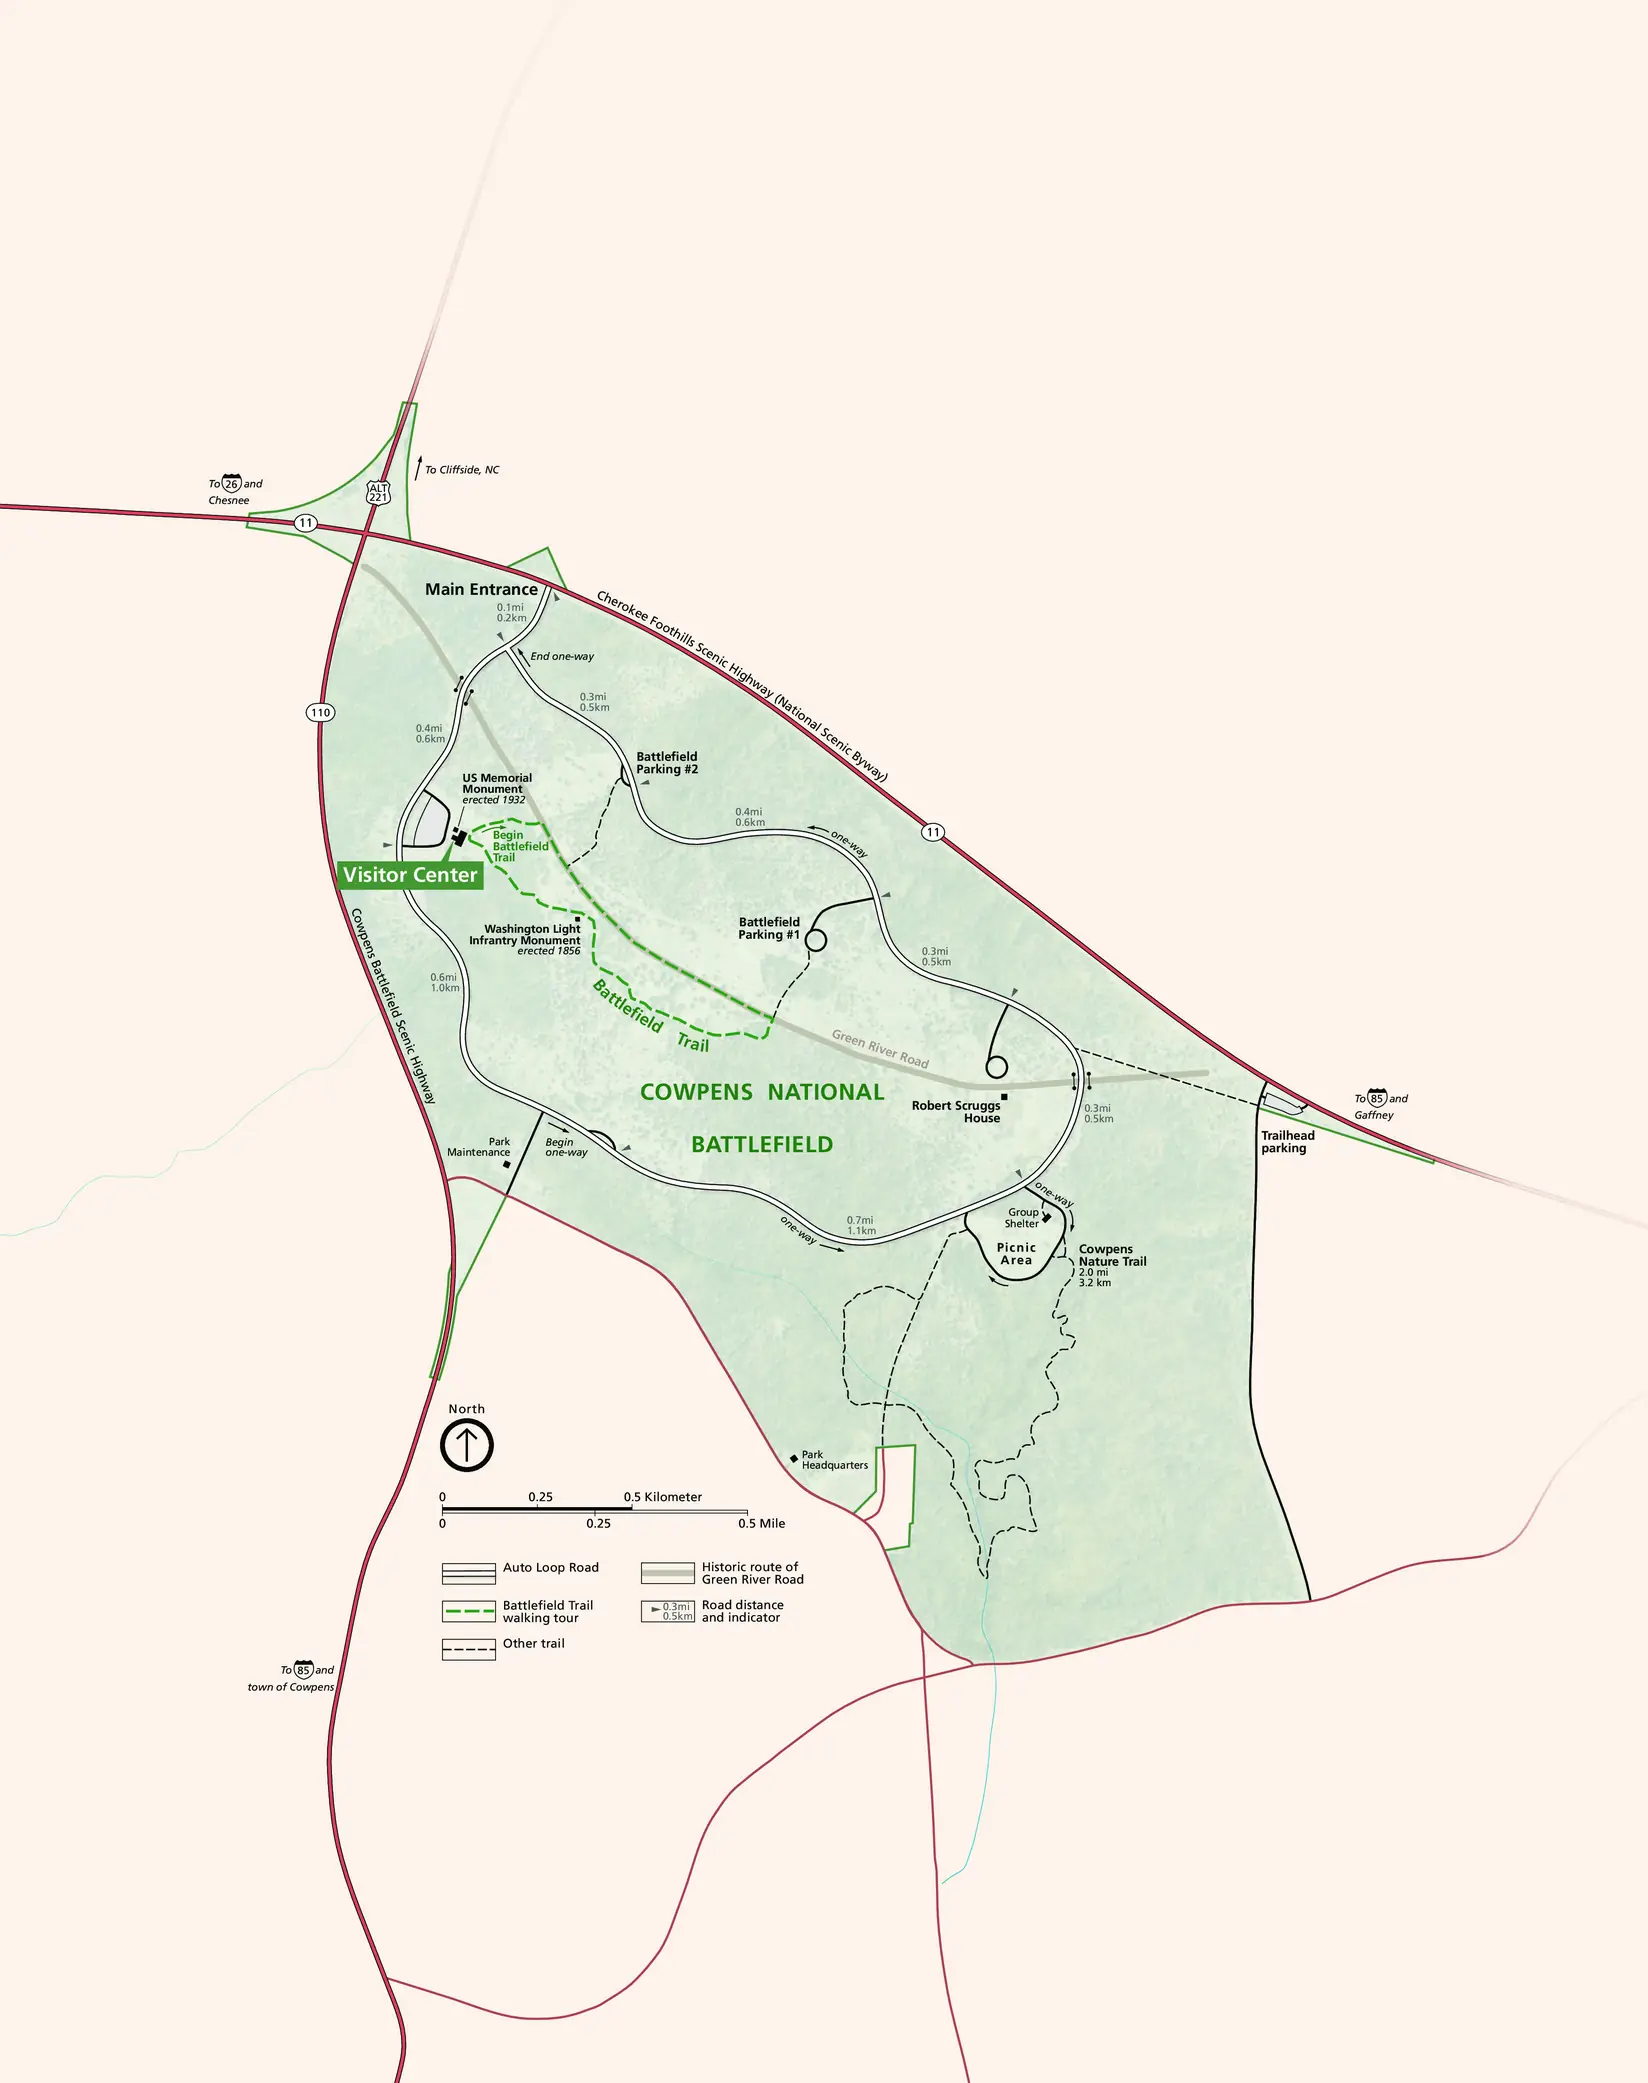 To 26 and
Chesnee
11
ALT
221
To Cliffside, NC
Main Entrance
0.1mi
0.2km
Cherokee Foothills Scenic Highway (National Scenic Byway)
End one-way
0.3mi
0.5km
110
0.4mi
0.6km
Battlefield
Parking #2
US Memorial
Monument
erected 1932
0.4mi
0.6km
one-way
11
Begin
Battlefield
Trail
Visitor Center
Cowpens Battlefield Scenic Highway
Washington Light
Infrantry Monument
erected 1856
Battlefield
Parking #1
0.3mi
0.5km
0.6mi
1.0km
Battlefield Trail
Green River Road
COWPENS NATIONAL
BATTLEFIELD
Robert Scruggs
House
0.3mi
0.5km
To 85 and
Gaffney
Trailhead
parking
Park
Maintenance
Begin
one-way
one-way
0.7mi
1.1km
one-way
Group
Shelter
Picnic
Area
Cowpens
Nature Trail
2.0 mi
3.2 km
North
Park
Headquarters
0 0.25 0.5 Kilometer
0 0.25 0.5 Mile
Auto Loop Road
Historic route of
Green River Road
Battlefield Trail
walking tour
0.3mi
0.5km
Road distance
and indicator
Other trail
To 85 and
town of Cowpens